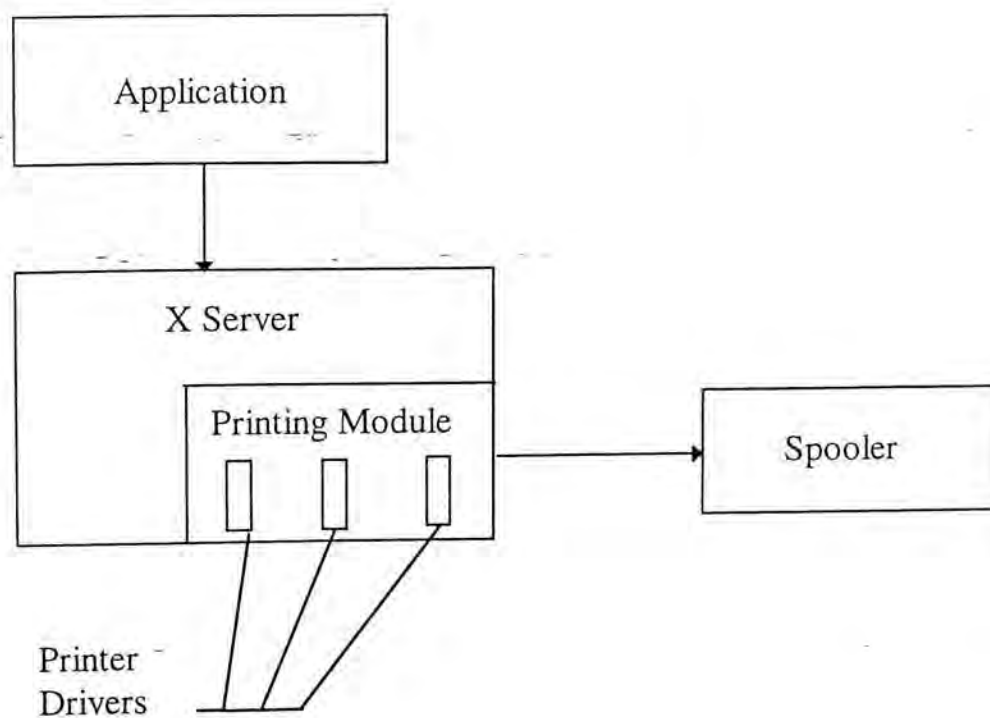 Application
X Server
Printing Module
Spooler
Printer
Drivers